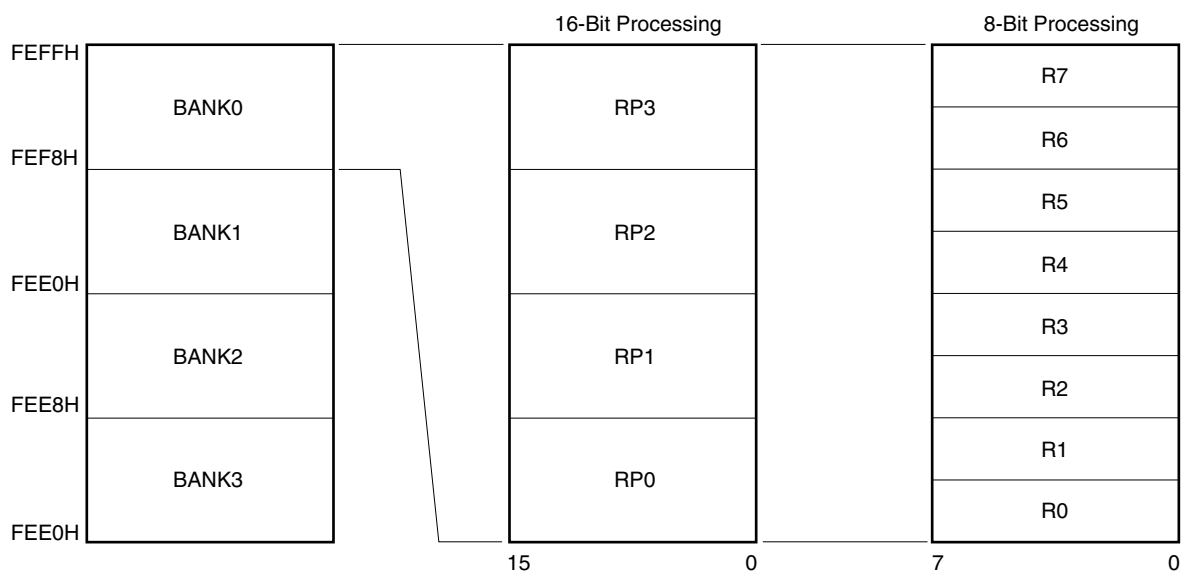 16-Bit Processing
8-Bit Processing
FEFFH
BANK0
RP3
R7
R6
FEF8H
BANK1
RP2
R5
R4
FEE0H
BANK2
RP1
R3
R2
FEE8H
BANK3
RP0
R1
R0
FEE0H
15
0
7
0